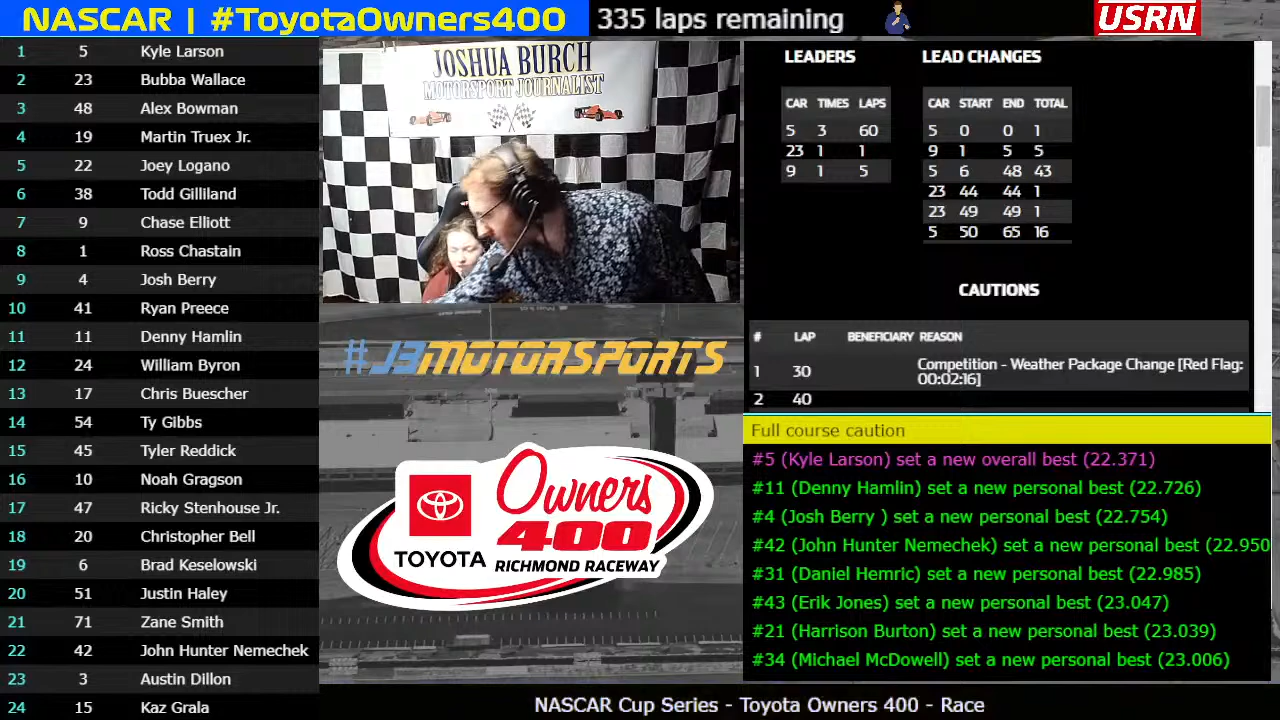 NASCAR | #ToyotaOwners400
335 laps remaining
USRN
1 5 Kyle Larson
2 23 Bubba Wallace
3 48 Alex Bowman
4 19 Martin Truex Jr.
5 22 Joey Logano
6 38 Todd Gilliland
7 9 Chase Elliott
8 1 Ross Chastain
9 4 Josh Berry
10 41 Ryan Preece
11 11 Denny Hamlin
12 24 William Byron
13 17 Chris Buescher
14 54 Ty Gibbs
15 45 Tyler Reddick
16 10 Noah Gragson
17 47 Ricky Stenhouse Jr.
18 20 Christopher Bell
19 6 Brad Keselowski
20 51 Justin Haley
21 71 Zane Smith
22 42 John Hunter Nemechek
23 3 Austin Dillon
24 15 Kaz Grala
JOSHUA BURCH
MOTORSPORT JOURNALIST
#JBMOTORSPORTS
Owners
400
TOYOTA
RICHMOND RACEWAY
LEADERS
CAR TIMES LAPS
5 3 60
23 1 1
9 1 5
LEAD CHANGES
CAR START END TOTAL
5 0 0 1
9 1 5 5
5 6 48 43
23 44 44 1
23 49 49 1
5 50 65 16
CAUTIONS
# LAP BENEFICIARY REASON
1 30 Competition - Weather Package Change [Red Flag:
00:02:16]
2 40
Full course caution
#5 (Kyle Larson) set a new overall best (22.371)
#11 (Denny Hamlin) set a new personal best (22.726)
#4 (Josh Berry ) set a new personal best (22.754)
#42 (John Hunter Nemechek) set a new personal best (22.950
#31 (Daniel Hemric) set a new personal best (22.985)
#43 (Erik Jones) set a new personal best (23.047)
#21 (Harrison Burton) set a new personal best (23.039)
#34 (Michael McDowell) set a new personal best (23.006)
NASCAR Cup Series - Toyota Owners 400 - Race